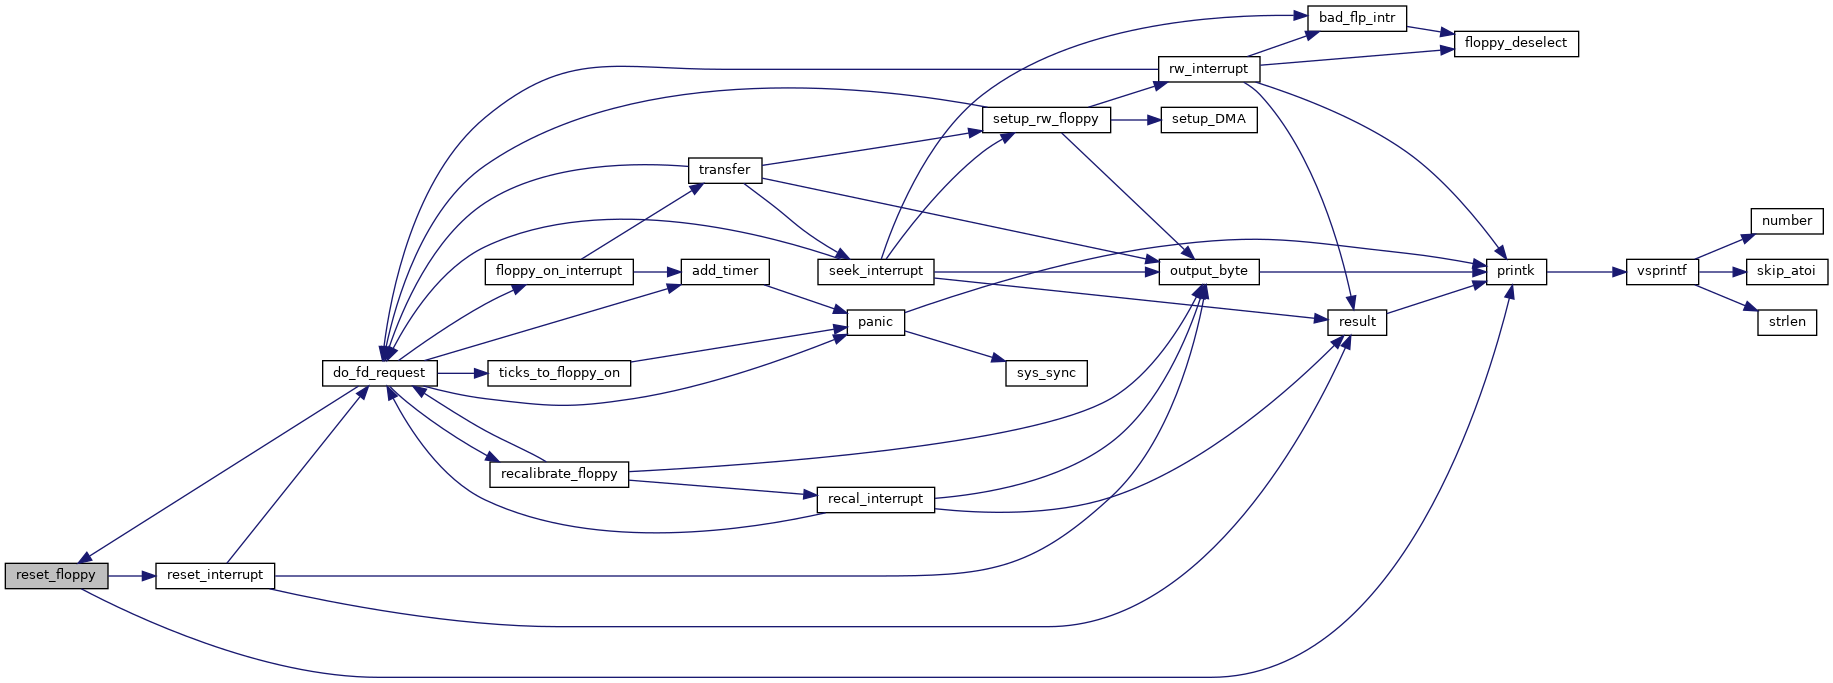 bad_flp_intr
floppy_deselect
rw_interrupt
setup_rw_floppy
setup_DMA
transfer
number
floppy_on_interrupt
add_timer
seek_interrupt
output_byte
printk
vsprintf
skip_atoi
panic
result
strlen
do_fd_request
ticks_to_floppy_on
sys_sync
recalibrate_floppy
recal_interrupt
reset_floppy
reset_interrupt